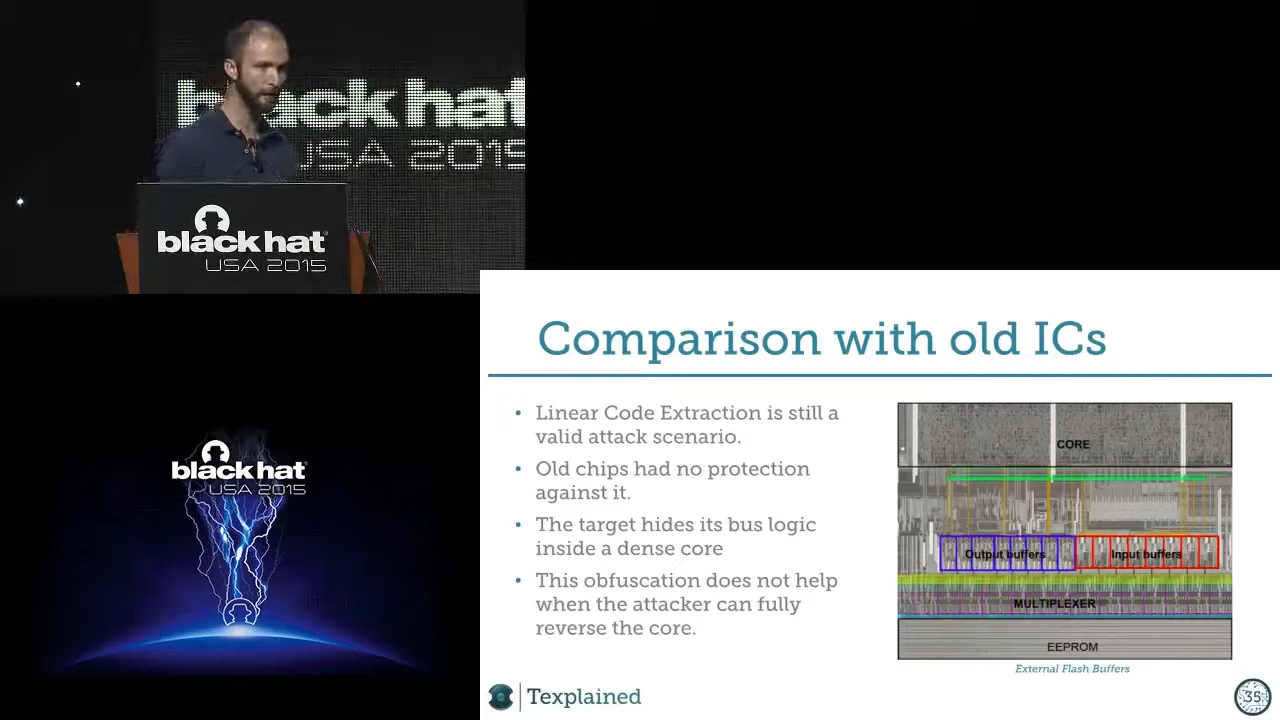 black hat
USA 2015
black hat
USA 2015
Comparison with old ICs
• Linear Code Extraction is still a
valid attack scenario.
• Old chips had no protection
against it.
• The target hides its bus logic
inside a dense core
• This obfuscation does not help
when the attacker can fully
reverse the core.
CORE
Output buffers
Input buffers
MULTIPLEXER
EEPROM
External Flash Buffers
black hat
USA 2015
Texplained
35